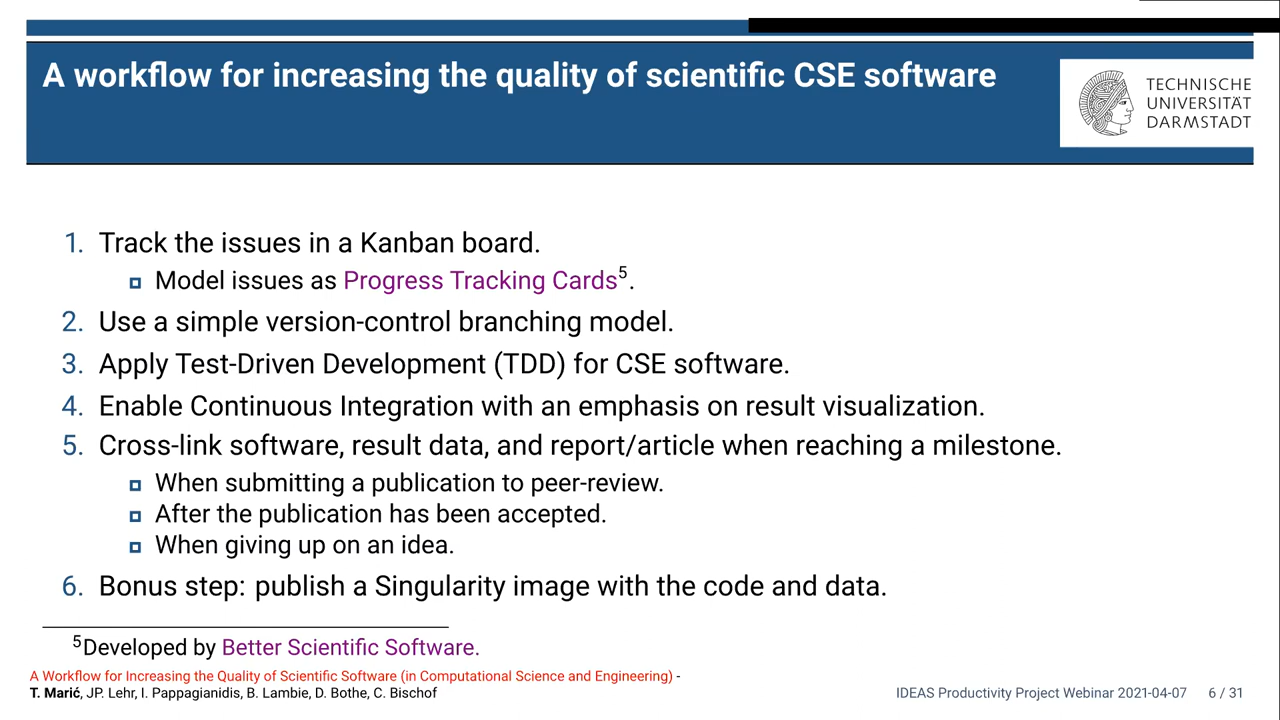 A workflow for increasing the quality of scientific CSE software
TECHNISCHE
UNIVERSITÄT
DARMSTADT
1. Track the issues in a Kanban board.
Model issues as Progress Tracking Cards5.
2. Use a simple version-control branching model.
3. Apply Test-Driven Development (TDD) for CSE software.
4. Enable Continuous Integration with an emphasis on result visualization.
5. Cross-link software, result data, and report/article when reaching a milestone.
When submitting a publication to peer-review.
After the publication has been accepted.
When giving up on an idea.
6. Bonus step: publish a Singularity image with the code and data.
5Developed by Better Scientific Software.
A Workflow for Increasing the Quality of Scientific Software (in Computational Science and Engineering) -
T. Marić, JP. Lehr, I. Pappagianidis, B. Lambie, D. Bothe, C. Bischof
IDEAS Productivity Project Webinar 2021-04-07 6 / 31